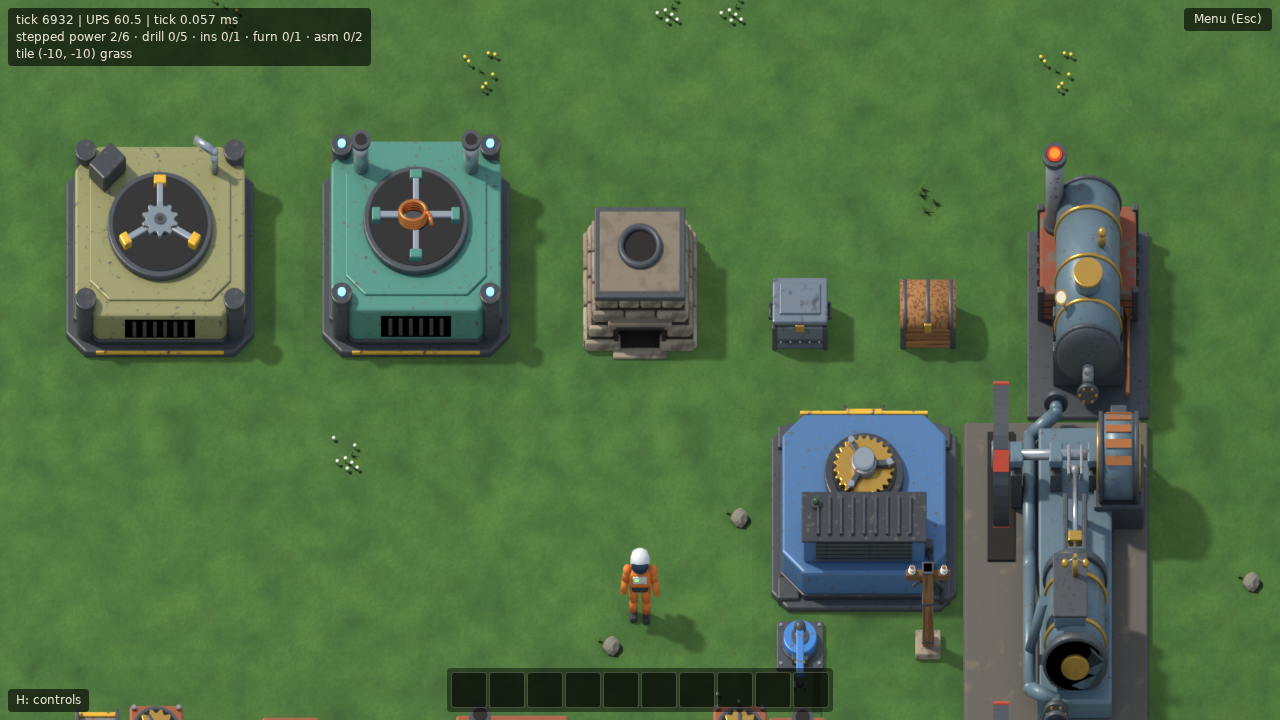 tick 6932 | UPS 60.5 | tick 0.057 ms
stepped power 2/6 · drill 0/5 · ins 0/1 · furn 0/1 · asm 0/2
tile (-10, -10) grass
Menu (Esc)
H: controls